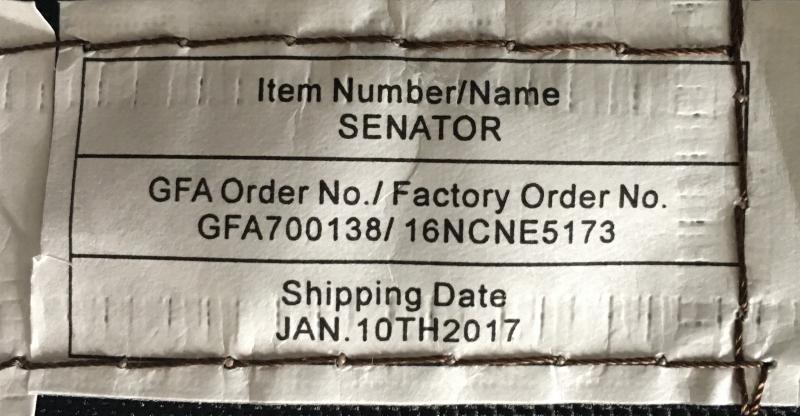 Item Number/Name
SENATOR
GFA Order No./ Factory Order No.
GFA700138/ 16NCNE5173
Shipping Date
JAN.10TH2017